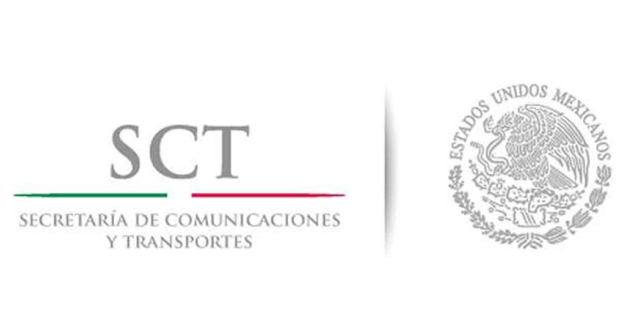 SCT
SECRETARÍA DE COMUNICACIONES
Y TRANSPORTES
ESTADOS UNIDOS MEXICANOS